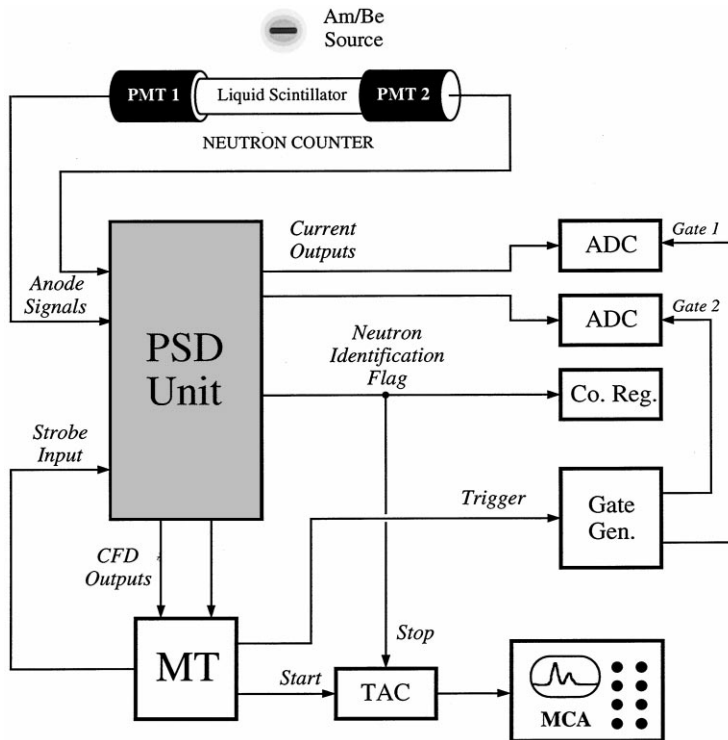 Am/Be
Source
PMT 1
Liquid Scintillator
PMT 2
NEUTRON COUNTER
Current
Outputs
ADC
Gate 1
Anode
Signals
ADC
Gate 2
PSD
Unit
Neutron
Identification
Flag
Co. Reg.
Strobe
Input
Trigger
Gate
Gen.
CFD
Outputs
MT
Stop
Start
TAC
MCA